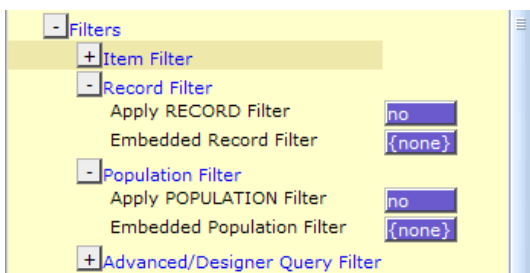 - Filters
+ Item Filter
- Record Filter
Apply RECORD Filter no
Embedded Record Filter {none}
- Population Filter
Apply POPULATION Filter no
Embedded Population Filter {none}
+ Advanced/Designer Query Filter